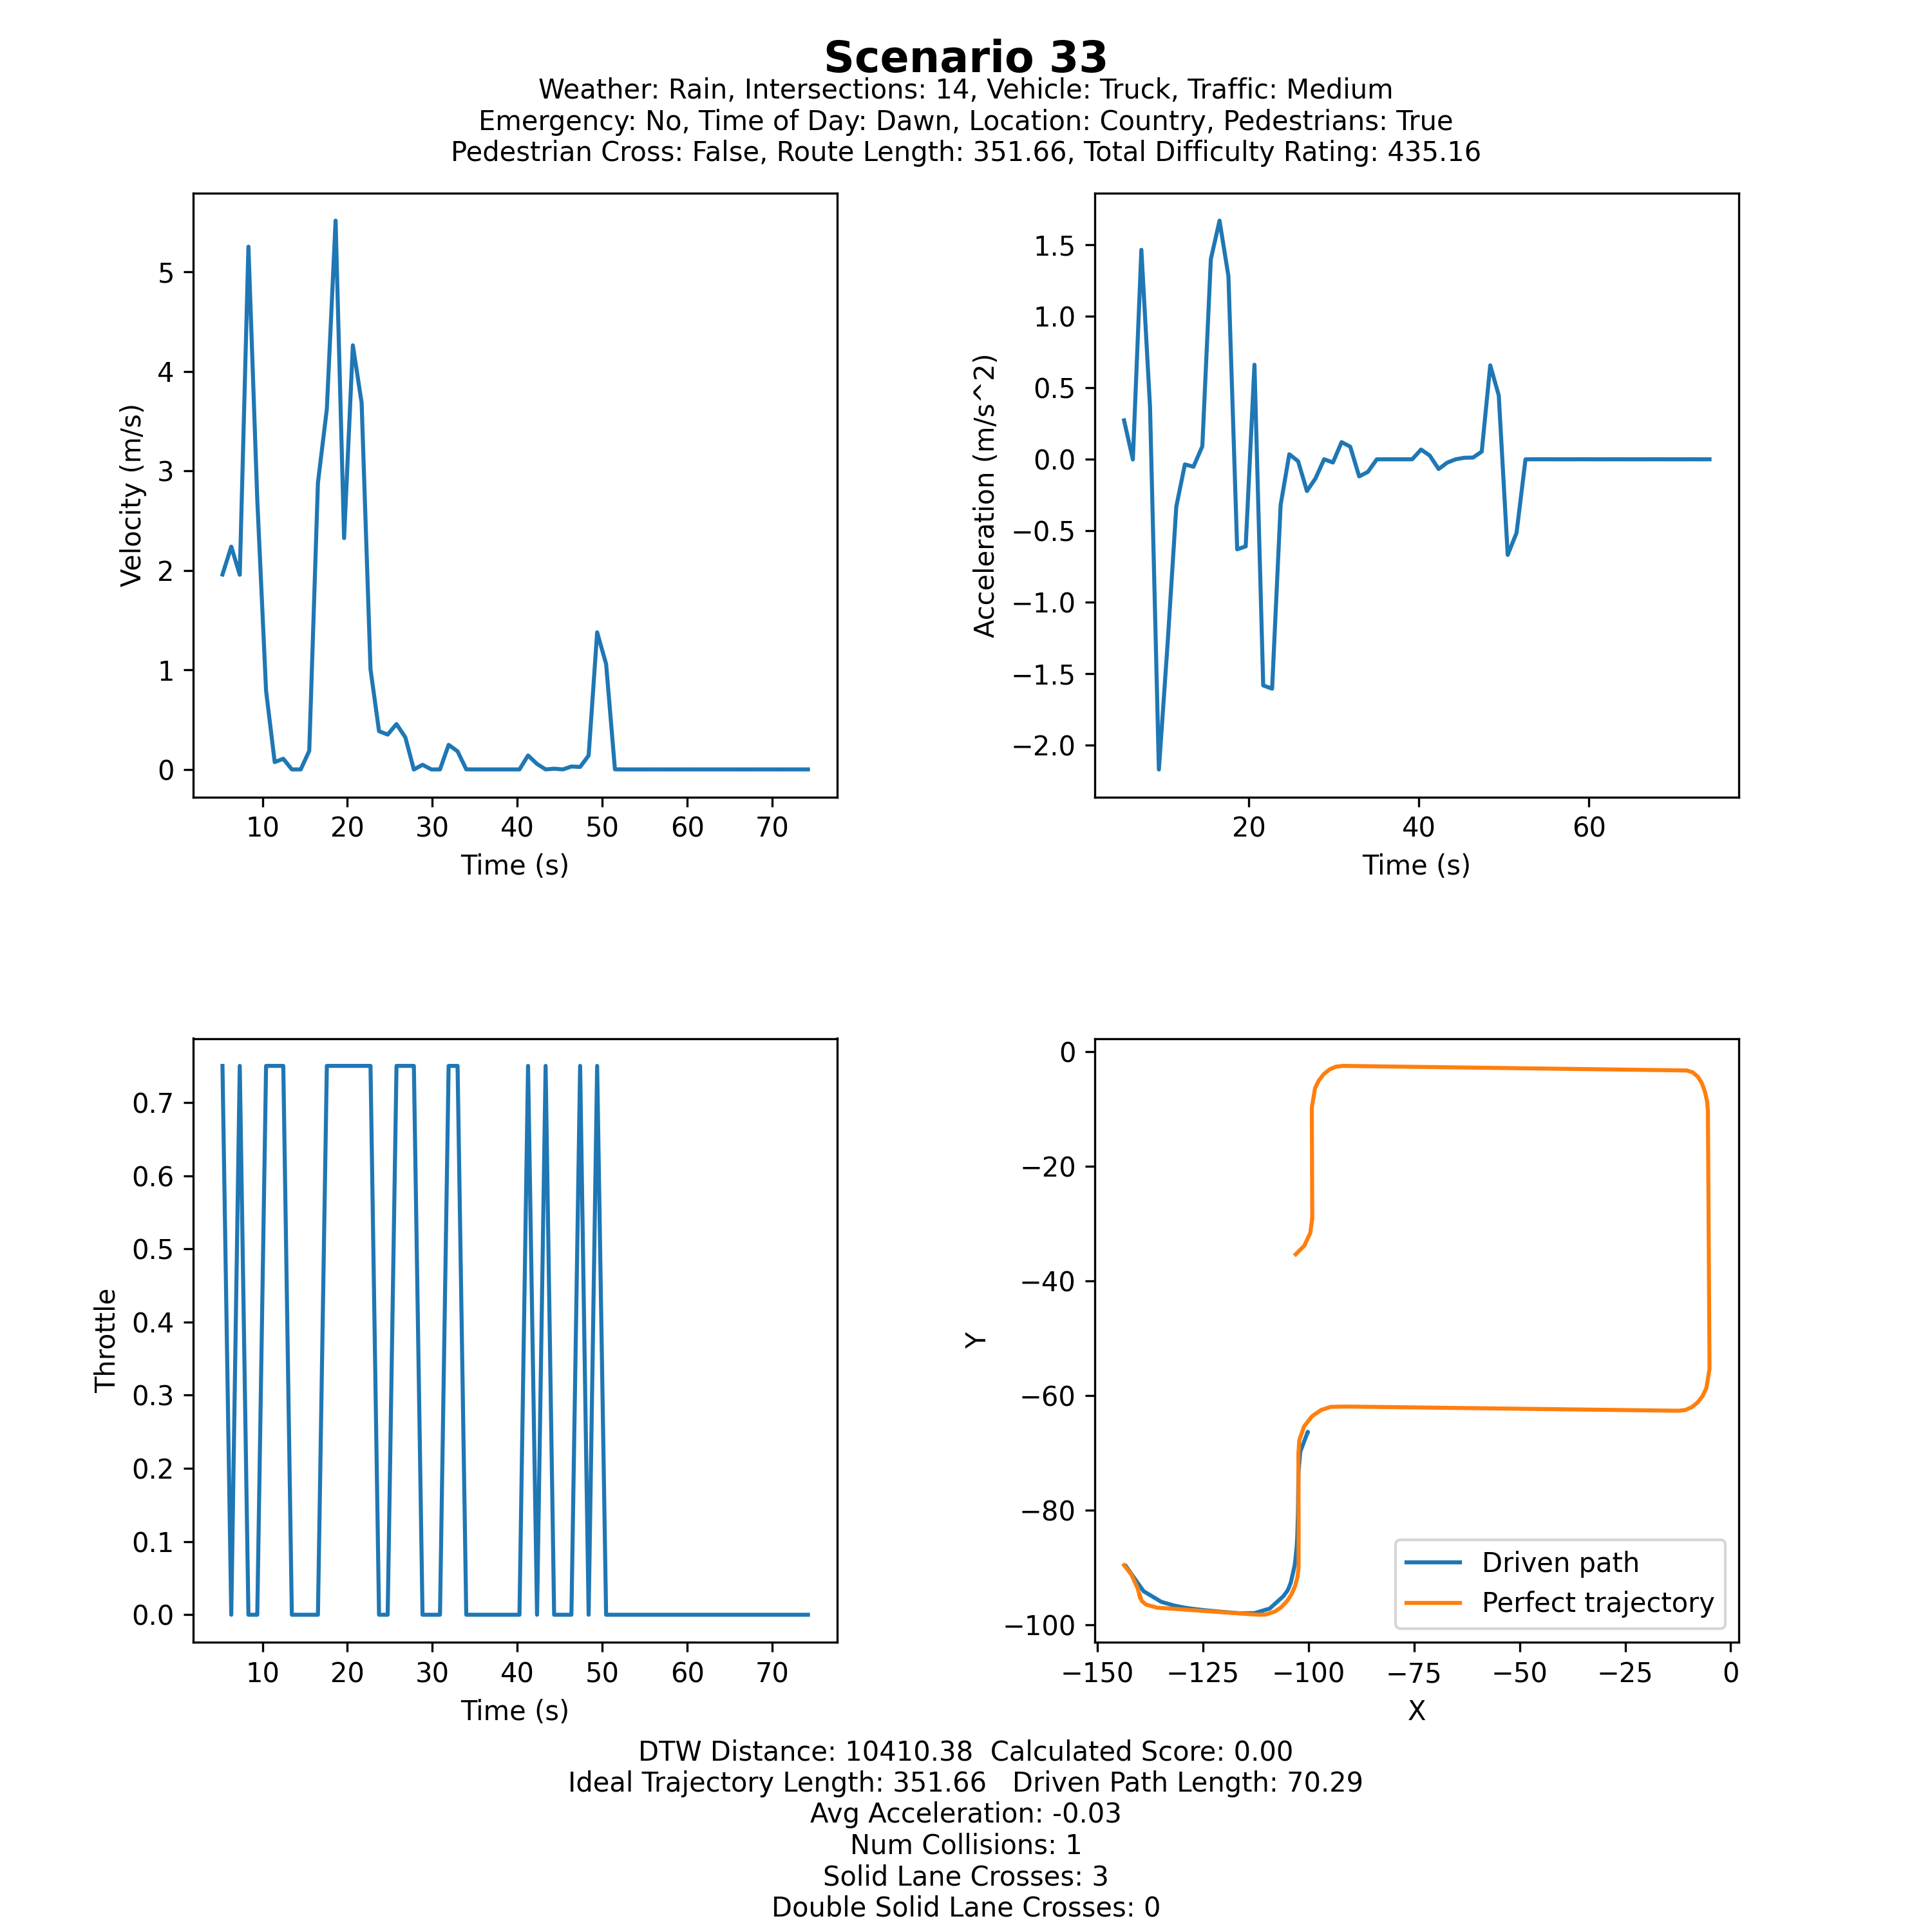 Scenario 33
Weather: Rain, Intersections: 14, Vehicle: Truck, Traffic: Medium
Emergency: No, Time of Day: Dawn, Location: Country, Pedestrians: True
Pedestrian Cross: False, Route Length: 351.66, Total Difficulty Rating: 435.16
Velocity (m/s)
5
4
3
2
1
0
10 20 30 40 50 60 70
Time (s)
Acceleration (m/s^2)
1.5
1.0
0.5
0.0
−0.5
−1.0
−1.5
−2.0
20 40 60
Time (s)
Throttle
0.7
0.6
0.5
0.4
0.3
0.2
0.1
0.0
10 20 30 40 50 60 70
Time (s)
Y
0
−20
−40
−60
−80
−100
Driven path
Perfect trajectory
−150 −125 −100 −75 −50 −25 0
X
DTW Distance: 10410.38  Calculated Score: 0.00
Ideal Trajectory Length: 351.66   Driven Path Length: 70.29
Avg Acceleration: -0.03
Num Collisions: 1
Solid Lane Crosses: 3
Double Solid Lane Crosses: 0